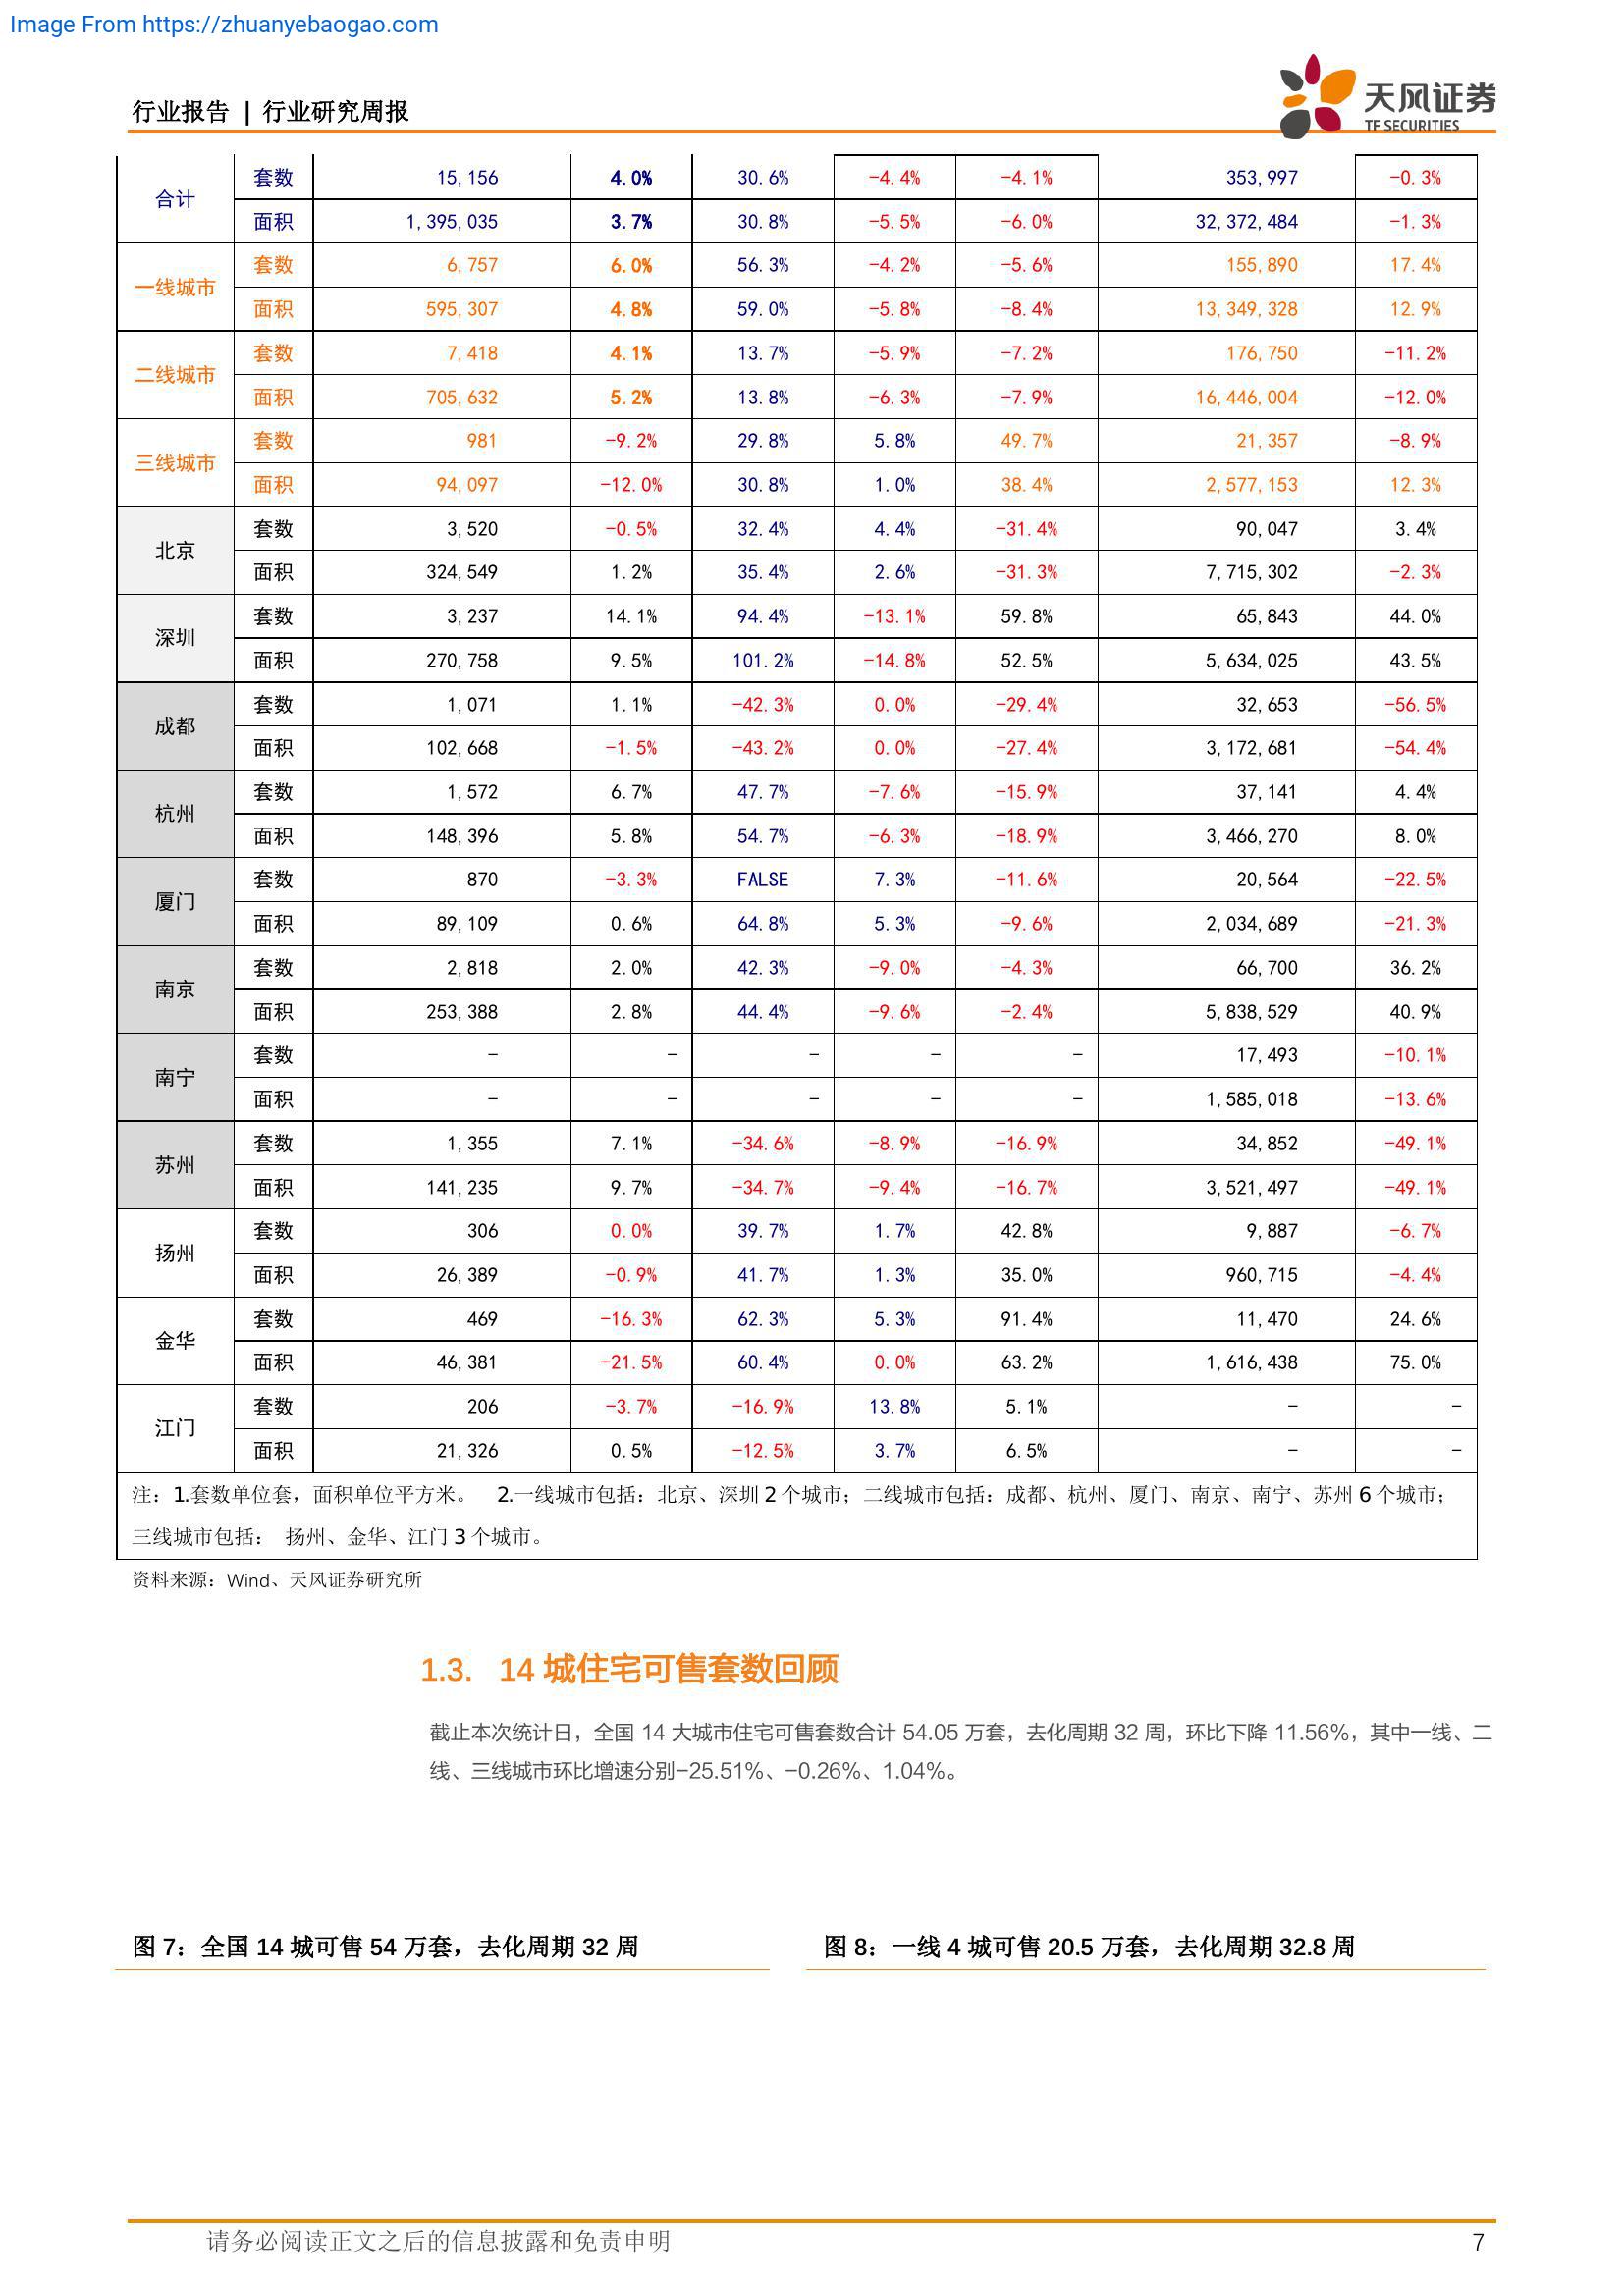 Image From https://zhuanyebaogao.com
行业报告 | 行业研究周报
天风证券
TF SECURITIES
合计 套数 15,156 4.0% 30.6% -4.4% -4.1% 353,997 -0.3%
面积 1,395,035 3.7% 30.8% -5.5% -6.0% 32,372,484 -1.3%
一线城市 套数 6,757 6.0% 56.3% -4.2% -5.6% 155,890 17.4%
面积 595,307 4.8% 59.0% -5.8% -8.4% 13,349,328 12.9%
二线城市 套数 7,418 4.1% 13.7% -5.9% -7.2% 176,750 -11.2%
面积 705,632 5.2% 13.8% -6.3% -7.9% 16,446,004 -12.0%
三线城市 套数 981 -9.2% 29.8% 5.8% 49.7% 21,357 -8.9%
面积 94,097 -12.0% 30.8% 1.0% 38.4% 2,577,153 12.3%
北京 套数 3,520 -0.5% 32.4% 4.4% -31.4% 90,047 3.4%
面积 324,549 1.2% 35.4% 2.6% -31.3% 7,715,302 -2.3%
深圳 套数 3,237 14.1% 94.4% -13.1% 59.8% 65,843 44.0%
面积 270,758 9.5% 101.2% -14.8% 52.5% 5,634,025 43.5%
成都 套数 1,071 1.1% -42.3% 0.0% -29.4% 32,653 -56.5%
面积 102,668 -1.5% -43.2% 0.0% -27.4% 3,172,681 -54.4%
杭州 套数 1,572 6.7% 47.7% -7.6% -15.9% 37,141 4.4%
面积 148,396 5.8% 54.7% -6.3% -18.9% 3,466,270 8.0%
厦门 套数 870 -3.3% FALSE 7.3% -11.6% 20,564 -22.5%
面积 89,109 0.6% 64.8% 5.3% -9.6% 2,034,689 -21.3%
南京 套数 2,818 2.0% 42.3% -9.0% -4.3% 66,700 36.2%
面积 253,388 2.8% 44.4% -9.6% -2.4% 5,838,529 40.9%
南宁 套数 - - - - - 17,493 -10.1%
面积 - - - - - 1,585,018 -13.6%
苏州 套数 1,355 7.1% -34.6% -8.9% -16.9% 34,852 -49.1%
面积 141,235 9.7% -34.7% -9.4% -16.7% 3,521,497 -49.1%
扬州 套数 306 0.0% 39.7% 1.7% 42.8% 9,887 -6.7%
面积 26,389 -0.9% 41.7% 1.3% 35.0% 960,715 -4.4%
金华 套数 469 -16.3% 62.3% 5.3% 91.4% 11,470 24.6%
面积 46,381 -21.5% 60.4% 0.0% 63.2% 1,616,438 75.0%
江门 套数 206 -3.7% -16.9% 13.8% 5.1% - -
面积 21,326 0.5% -12.5% 3.7% 6.5% - -
注：1.套数单位套，面积单位平方米。 2.一线城市包括：北京、深圳 2 个城市；二线城市包括：成都、杭州、厦门、南京、南宁、苏州 6 个城市；
三线城市包括： 扬州、金华、江门 3 个城市。
资料来源：Wind、天风证券研究所
1.3. 14 城住宅可售套数回顾
截止本次统计日，全国 14 大城市住宅可售套数合计 54.05 万套，去化周期 32 周，环比下降 11.56%，其中一线、二
线、三线城市环比增速分别-25.51%、-0.26%、1.04%。
图 7：全国 14 城可售 54 万套，去化周期 32 周
图 8：一线 4 城可售 20.5 万套，去化周期 32.8 周
请务必阅读正文之后的信息披露和免责申明
7